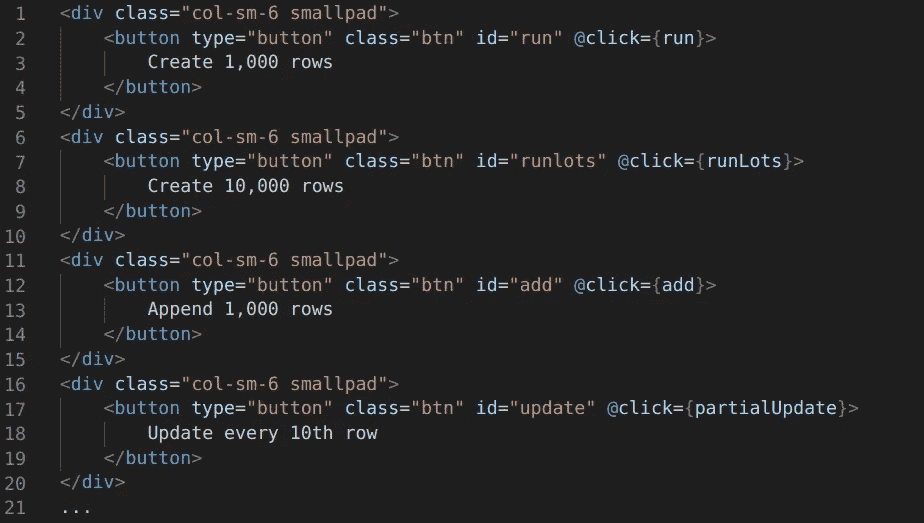 1 <div class="col-sm-6 smallpad">
2 <button type="button" class="btn" id="run" @click={run}>
3 Create 1,000 rows
4 </button>
5 </div>
6 <div class="col-sm-6 smallpad">
7 <button type="button" class="btn" id="runlots" @click={runLots}>
8 Create 10,000 rows
9 </button>
10 </div>
11 <div class="col-sm-6 smallpad">
12 <button type="button" class="btn" id="add" @click={add}>
13 Append 1,000 rows
14 </button>
15 </div>
16 <div class="col-sm-6 smallpad">
17 <button type="button" class="btn" id="update" @click={partialUpdate}>
18 Update every 10th row
19 </button>
20 </div>
21 ...